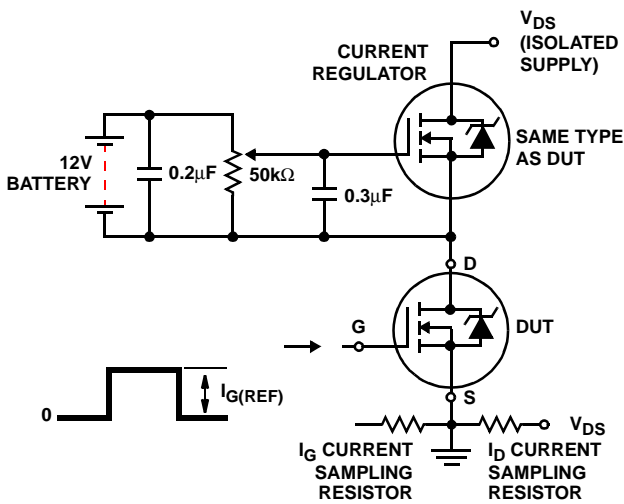 V_DS
(ISOLATED
SUPPLY)
CURRENT
REGULATOR
SAME TYPE
AS DUT
12V
BATTERY
0.2μF
50kΩ
0.3μF
D
DUT
G
I_G(REF)
0
S
V_DS
I_G CURRENT
SAMPLING
RESISTOR
I_D CURRENT
SAMPLING
RESISTOR